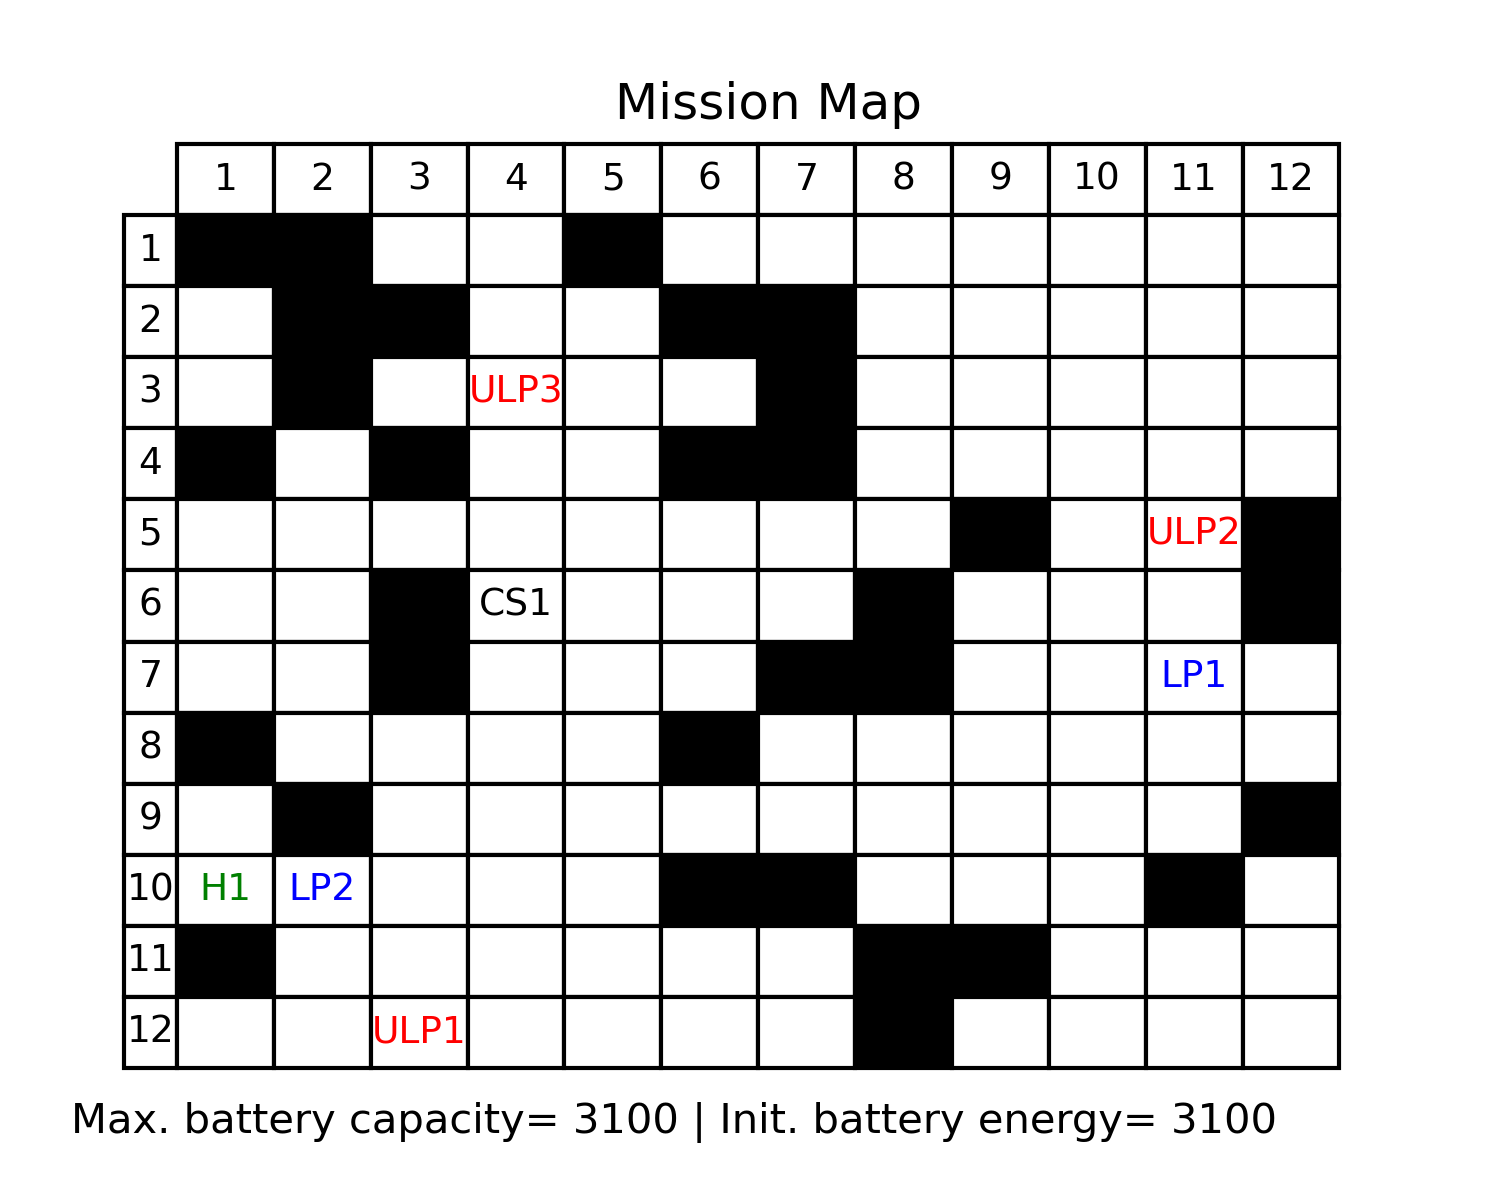 Mission Map
1 2 3 4 5 6 7 8 9 10 11 12
1
2
3 ULP3
4
5 ULP2
6 CS1
7 LP1
8
9
10 H1 LP2
11
12 ULP1
Max. battery capacity= 3100 | Init. battery energy= 3100